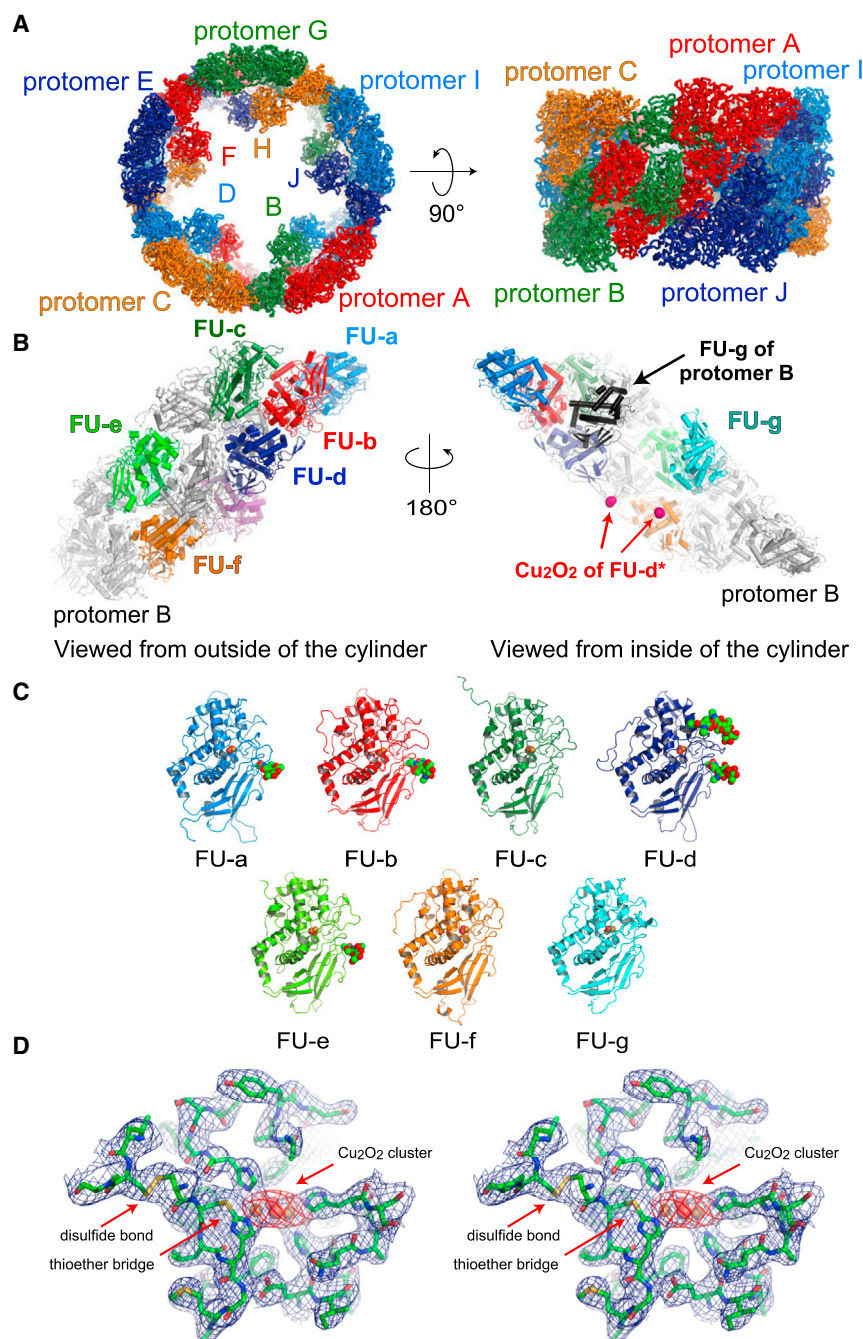 A
protomer G
protomer E
protomer I
F
H
D
J
B
protomer C
protomer A
90°
protomer A
protomer C
protomer I
protomer B
protomer J
B
FU-c
FU-a
FU-e
FU-b
FU-d
FU-f
protomer B
Viewed from outside of the cylinder
180°
FU-g of
protomer B
FU-g
Cu₂O₂ of FU-d*
protomer B
Viewed from inside of the cylinder
C
FU-a
FU-b
FU-c
FU-d
FU-e
FU-f
FU-g
D
Cu₂O₂ cluster
disulfide bond
thioether bridge
Cu₂O₂ cluster
disulfide bond
thioether bridge